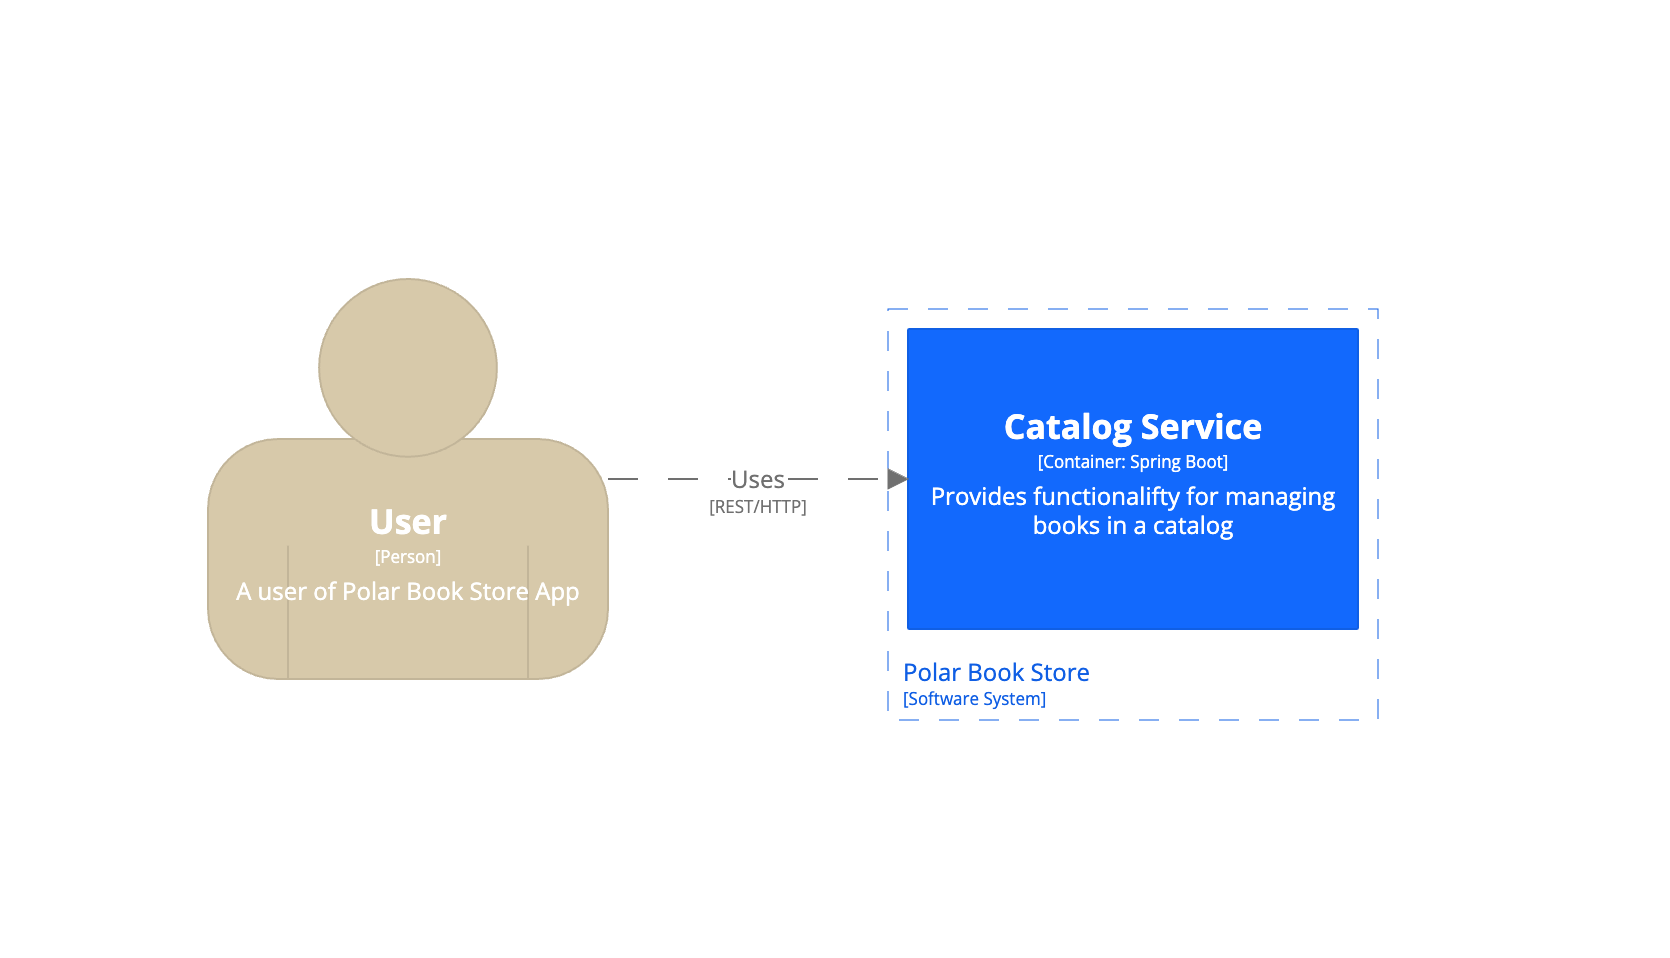 User
[Person]
A user of Polar Book Store App
Uses
[REST/HTTP]
Catalog Service
[Container: Spring Boot]
Provides functionalifty for managing
books in a catalog
Polar Book Store
[Software System]